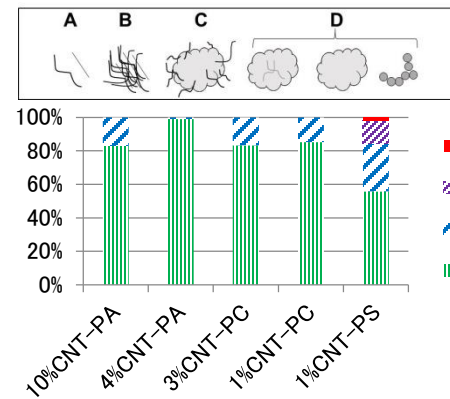 A B C D
100%
80%
60%
40%
20%
0%
10%CNT-PA
4%CNT-PA
3%CNT-PC
1%CNT-PC
1%CNT-PS